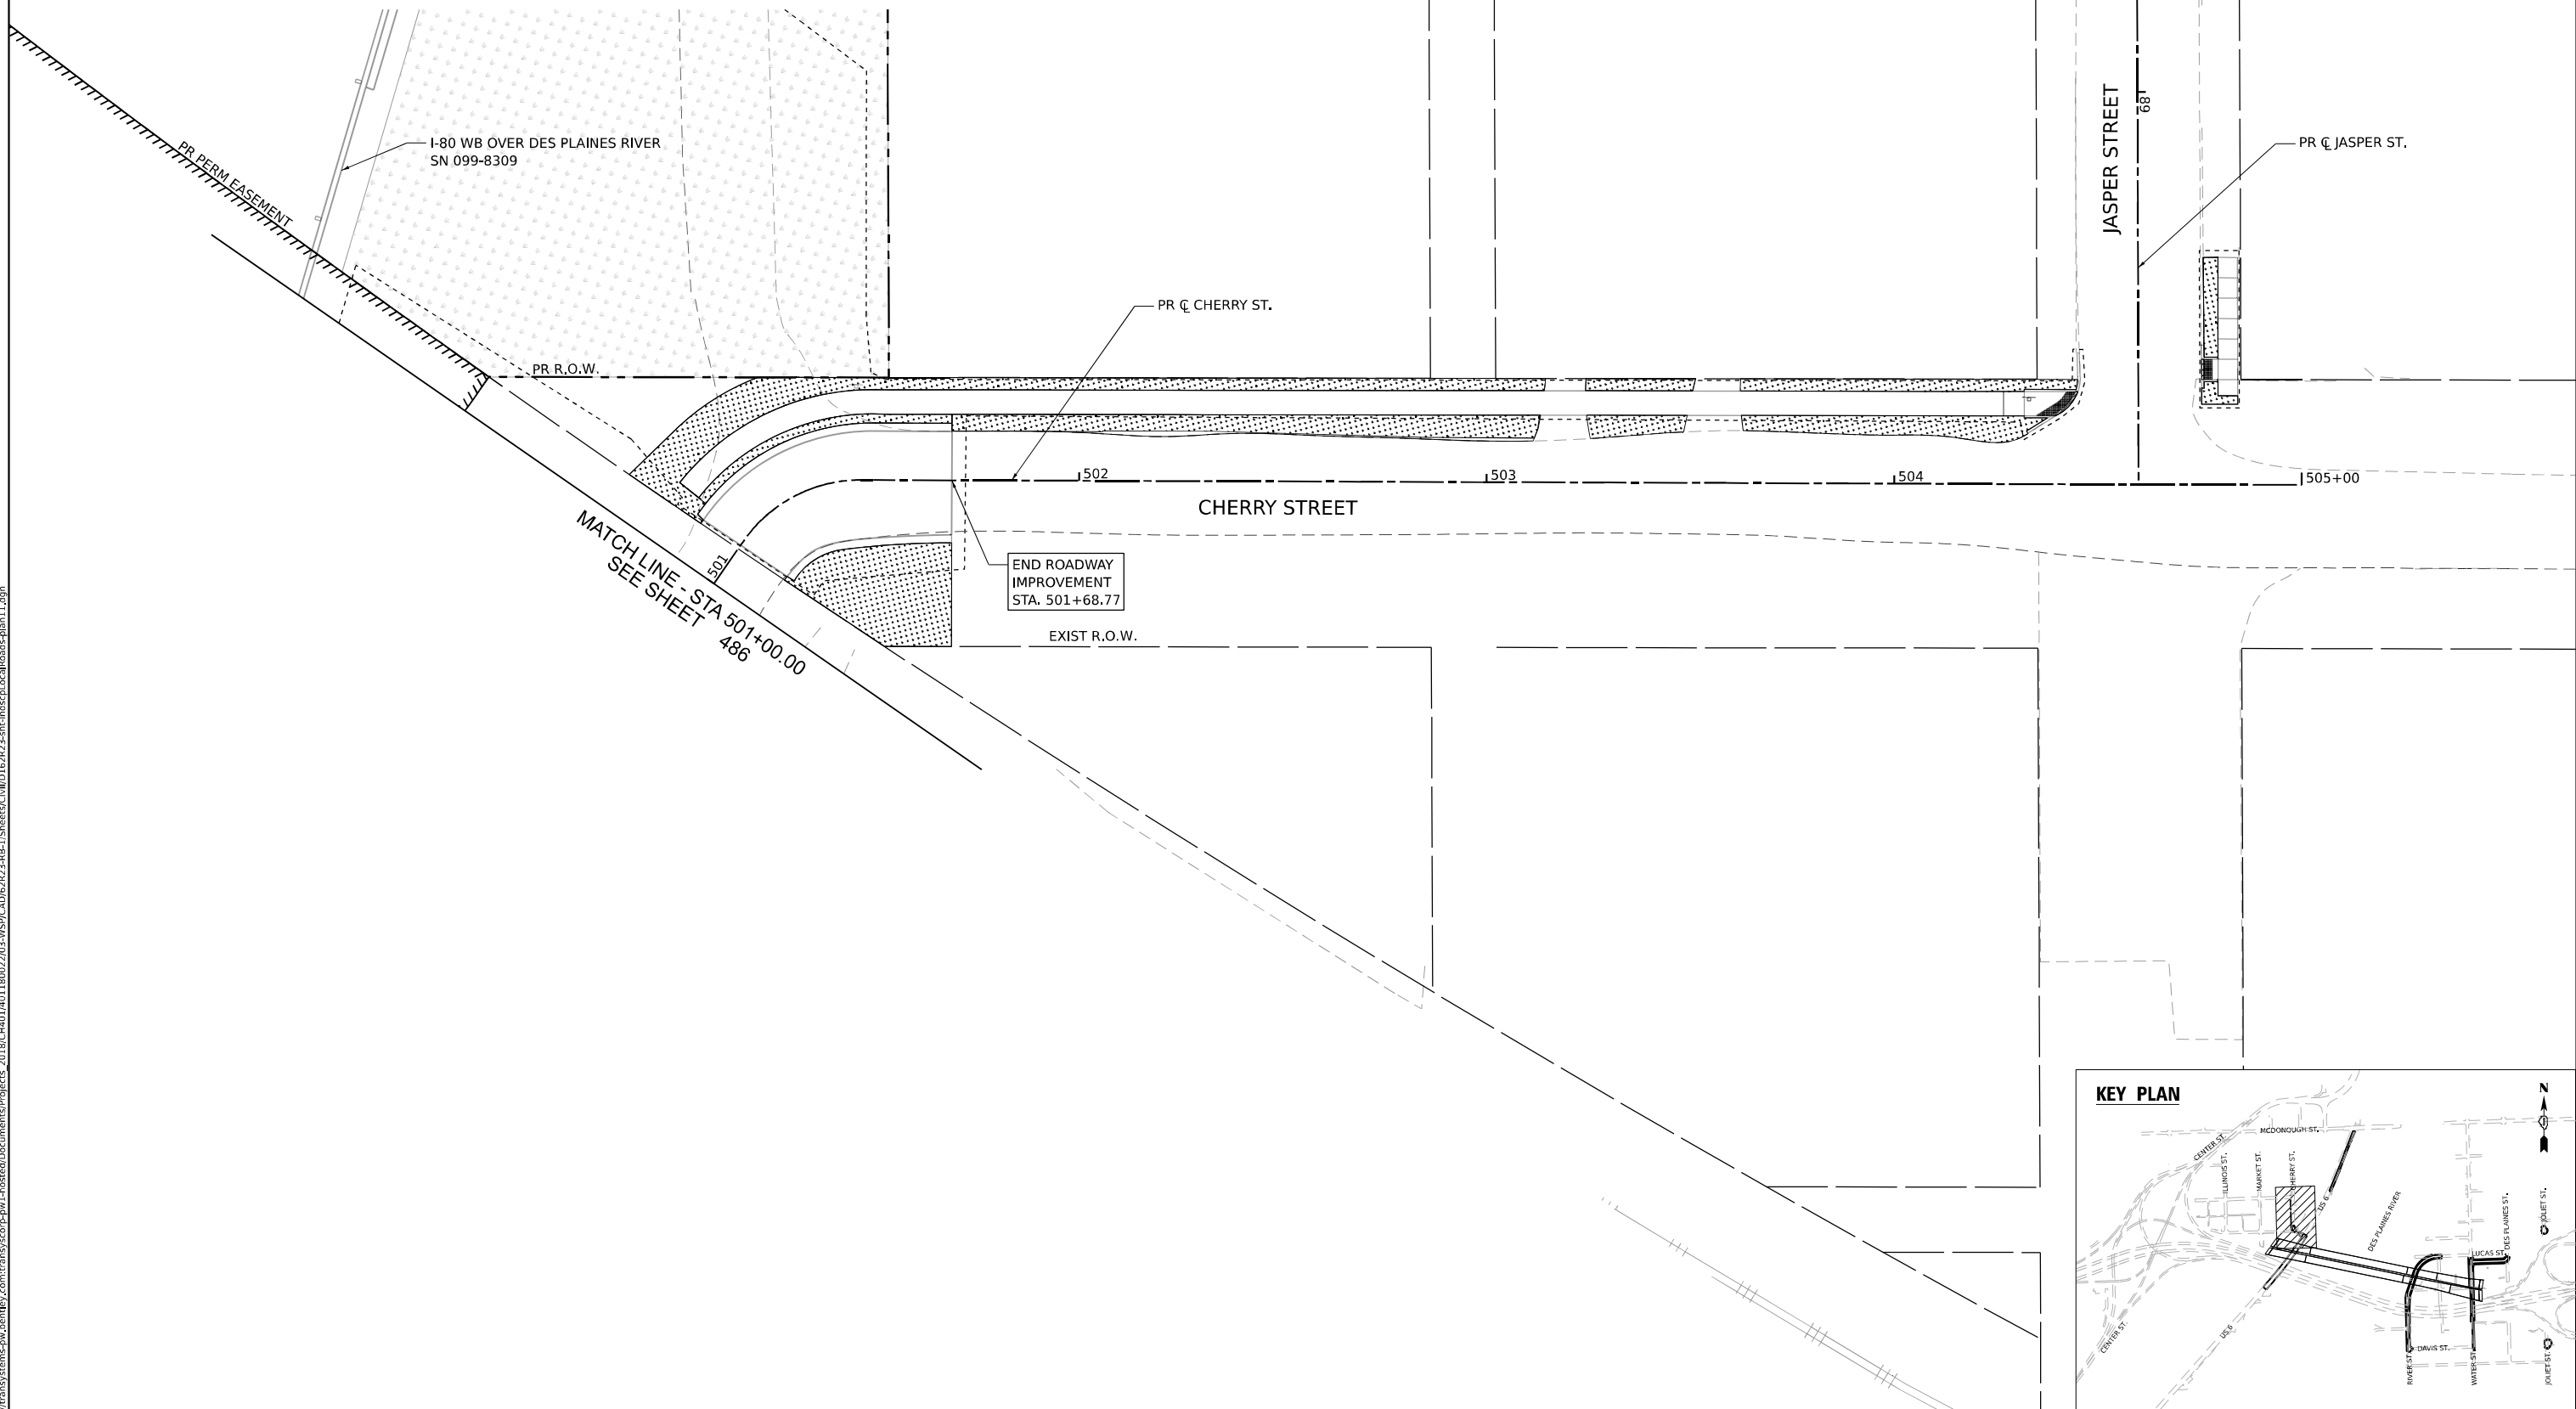 PR PERM EASEMENT
I-80 WB OVER DES PLAINES RIVER
SN 099-8309
JASPER STREET
89
PR ℄ JASPER ST.
PR ℄ CHERRY ST.
PR R.O.W.
502
503
504
505+00
CHERRY STREET
501
MATCH LINE - STA 501+00.00
SEE SHEET 486
END ROADWAY
IMPROVEMENT
STA. 501+68.77
EXIST R.O.W.
KEY PLAN
N
MCDONOUGH ST.
CENTER ST.
ILLINOIS ST.
MARKET ST.
CHERRY ST.
US 6
DES PLAINES RIVER
DES PLAINES ST.
JOLIET ST.
LUCAS ST.
US 6
CENTER ST.
DAVIS ST.
RIVER ST.
WATER ST.
JOLIET ST.